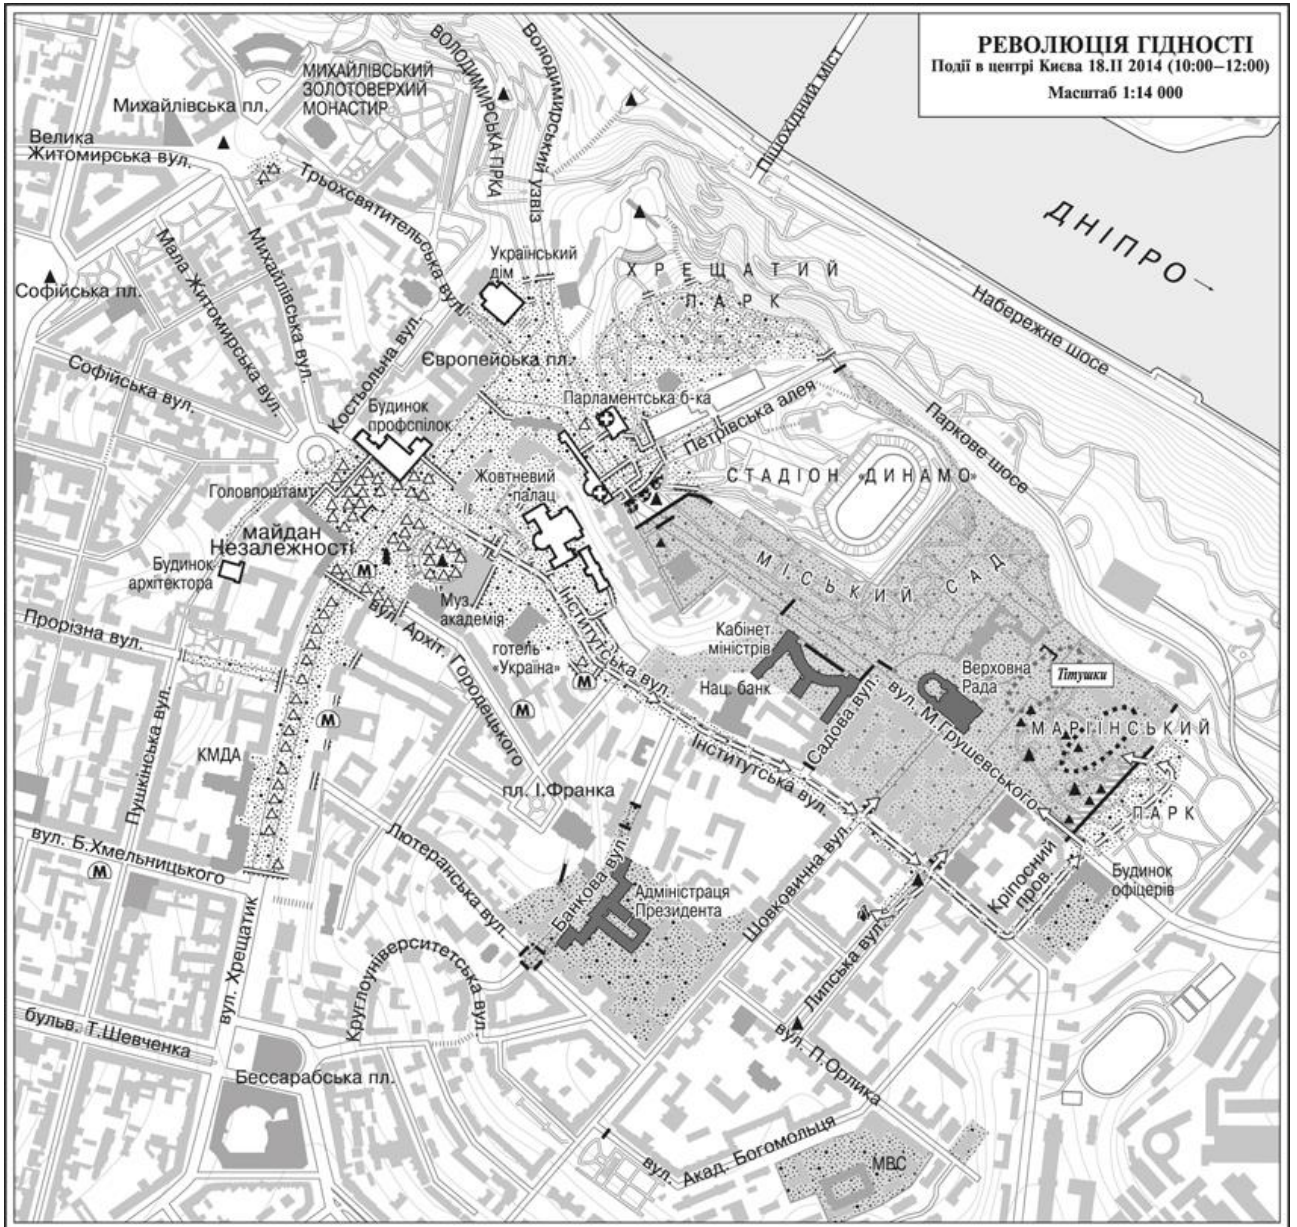 РЕВОЛЮЦІЯ ГІДНОСТІ
Події в центрі Києва 18.II 2014 (10:00–12:00)
Масштаб 1:14 000
МИХАЙЛІВСЬКИЙ
ЗОЛОТОВЕРХИЙ
МОНАСТИР
ВОЛОДИМИРСЬКА ГІРКА
Володимирський узвіз
Пішохідний міст
ДНІПРО
Михайлівська пл.
Велика
Житомирська вул.
Трьохсвятительська вул.
Український
дім
ХРЕЩАТИЙ
ПАРК
Набережне шосе
Софійська пл.
Мала Житомирська вул.
Михайлівська вул.
Костьольна вул.
Європейська пл.
Софійська вул.
Будинок
профспілок
Парламентська б-ка
Петрівська алея
Паркове шосе
Головпоштамт
Жовтневий
палац
СТАДІОН «ДИНАМО»
майдан
Незалежності
Будинок
архітектора
М
Муз.
академія
МІСЬКИЙ САД
Прорізна вул.
вул. Архіт. Городецького
готель
«Україна»
М
Інститутська вул.
Кабінет
міністрів
Нац. банк
Верховна
Рада
Тітушки
М
М
Садова вул.
вул. М.Грушевського
МАРІЇНСЬКИЙ
ПАРК
КМДА
Пушкінська вул.
пл. І.Франка
Інститутська вул.
вул. Б.Хмельницького
М
Лютеранська вул.
Банкова вул.
Адміністраця
Президента
Шовковична вул.
Кріпосний
пров.
Будинок
офіцерів
вул. Хрещатик
Круглоуніверситетська вул.
Липська вул.
бульв. Т.Шевченка
Бессарабська пл.
вул. П.Орлика
вул. Акад. Богомольця
МВС